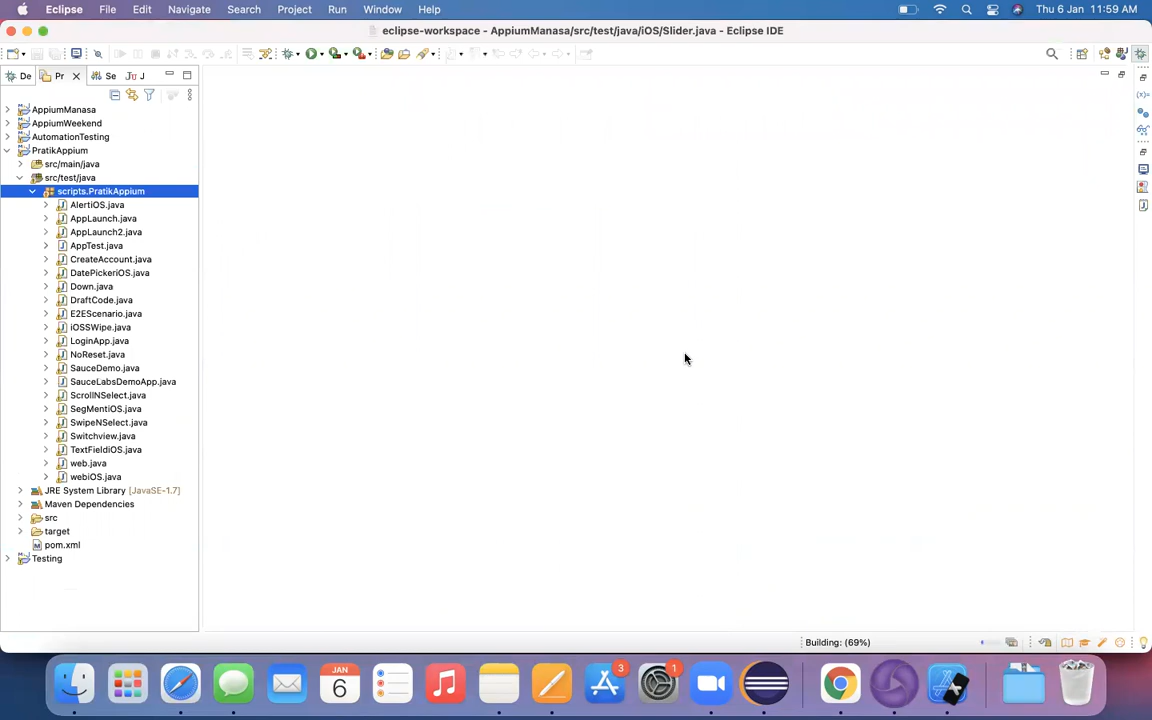 Eclipse File Edit Navigate Search Project Run Window Help Thu 6 Jan 11:59 AM
eclipse-workspace - AppiumManasa/src/test/java/iOS/Slider.java - Eclipse IDE
De Pr Se Ju J
AppiumManasa
AppiumWeekend
AutomationTesting
PratikAppium
src/main/java
src/test/java
scripts.PratikAppium
AlertiOS.java
AppLaunch.java
AppLaunch2.java
AppTest.java
CreateAccount.java
DatePickeriOS.java
Down.java
DraftCode.java
E2EScenario.java
iOSSWipe.java
LoginApp.java
NoReset.java
SauceDemo.java
SauceLabsDemoApp.java
ScrollNSelect.java
SegMentiOS.java
SwipeNSelect.java
Switchview.java
TextFieldiOS.java
web.java
webiOS.java
JRE System Library [JavaSE-1.7]
Maven Dependencies
src
target
pom.xml
Testing
Building: (69%)
JAN
6
3
1